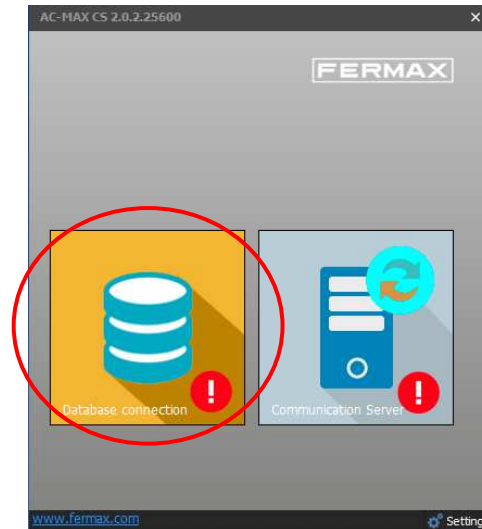 AC-MAX CS 2.0.2.25600
FERMAX
Database connection
Communication Server
www.fermax.com
Setting